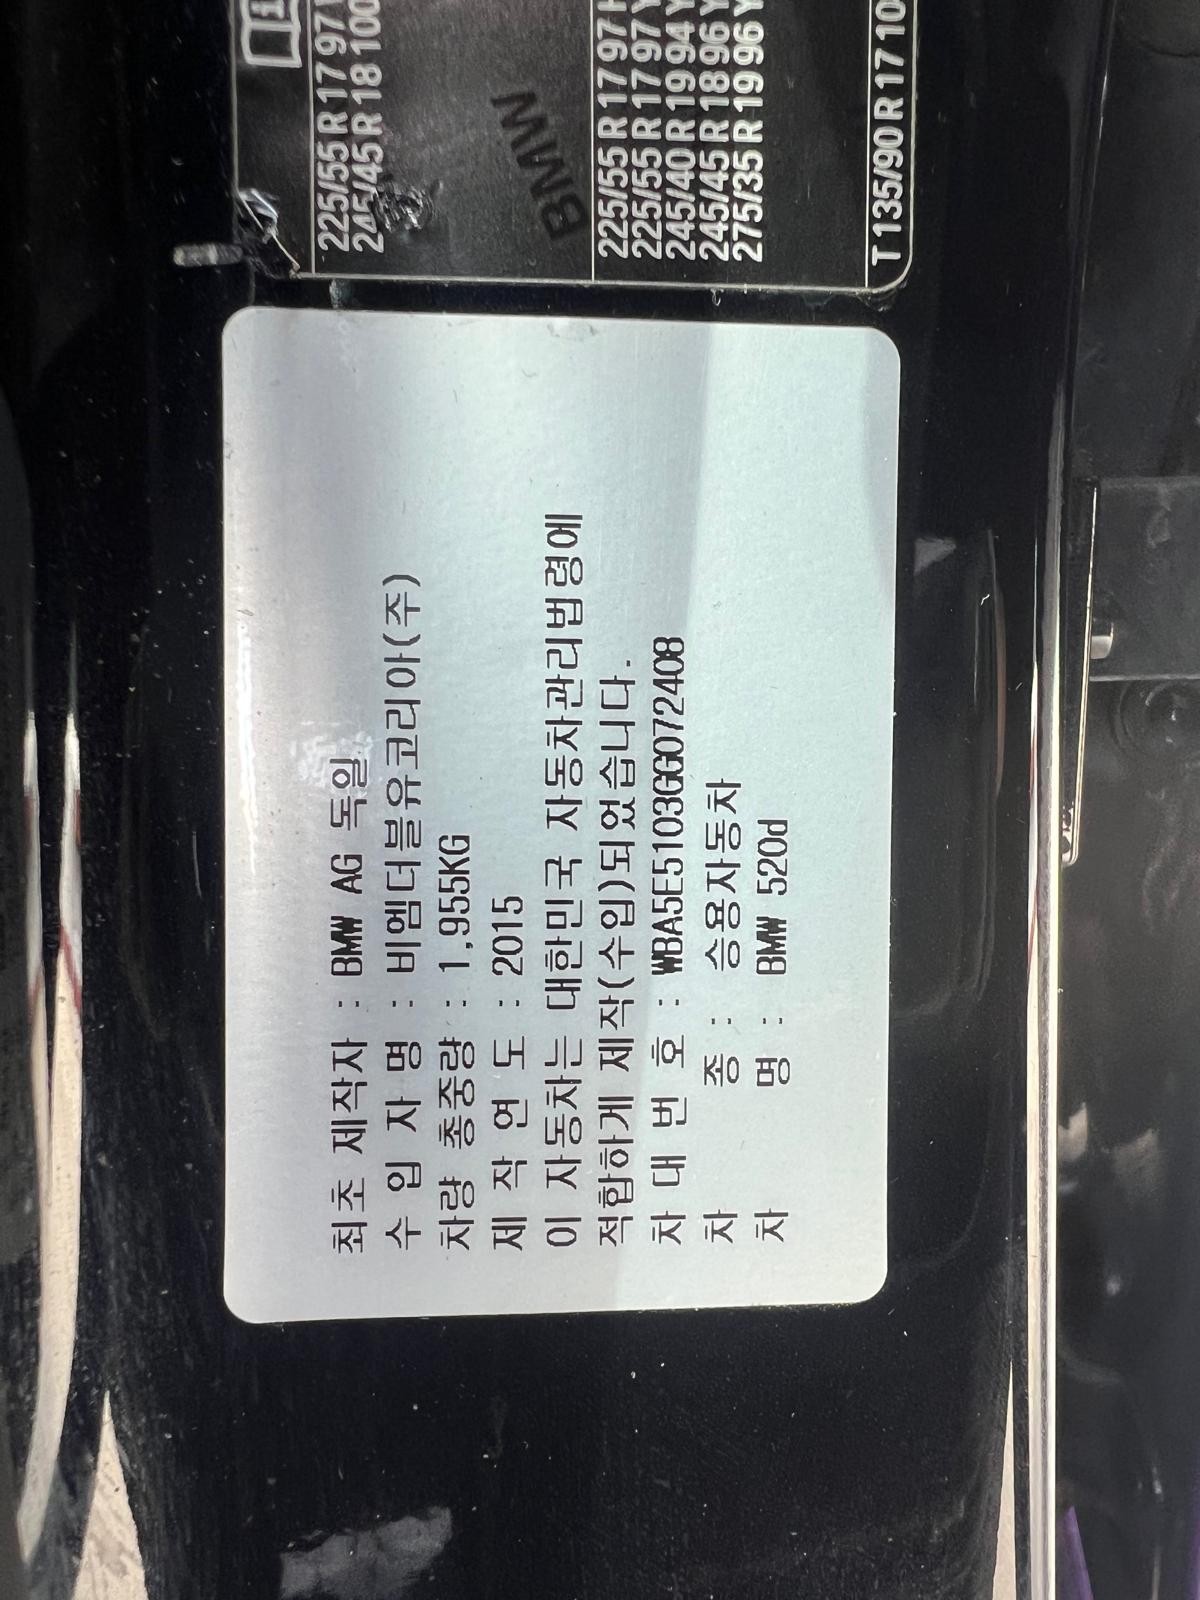 최초 제작자 : BMW AG 독일
수 입 자 명 : 비엠더블유코리아(주)
차량 총중량 : 1,955KG
제 작 연 도 : 2015
이 자동차는 대한민국 자동차관리법령에
적합하게 제작(수입)되었습니다.
차 대 번 호 : WBA5E5103GG072408
차 종 : 승용자동차
차 명 : BMW 520d
225/55 R 17 97
245/45 R 18 100
BMW
225/55 R 17 97
225/55 R 17 97 Y
245/40 R 19 94 Y
245/45 R 18 96 Y
275/35 R 19 96 Y
T 135/90 R 17 10